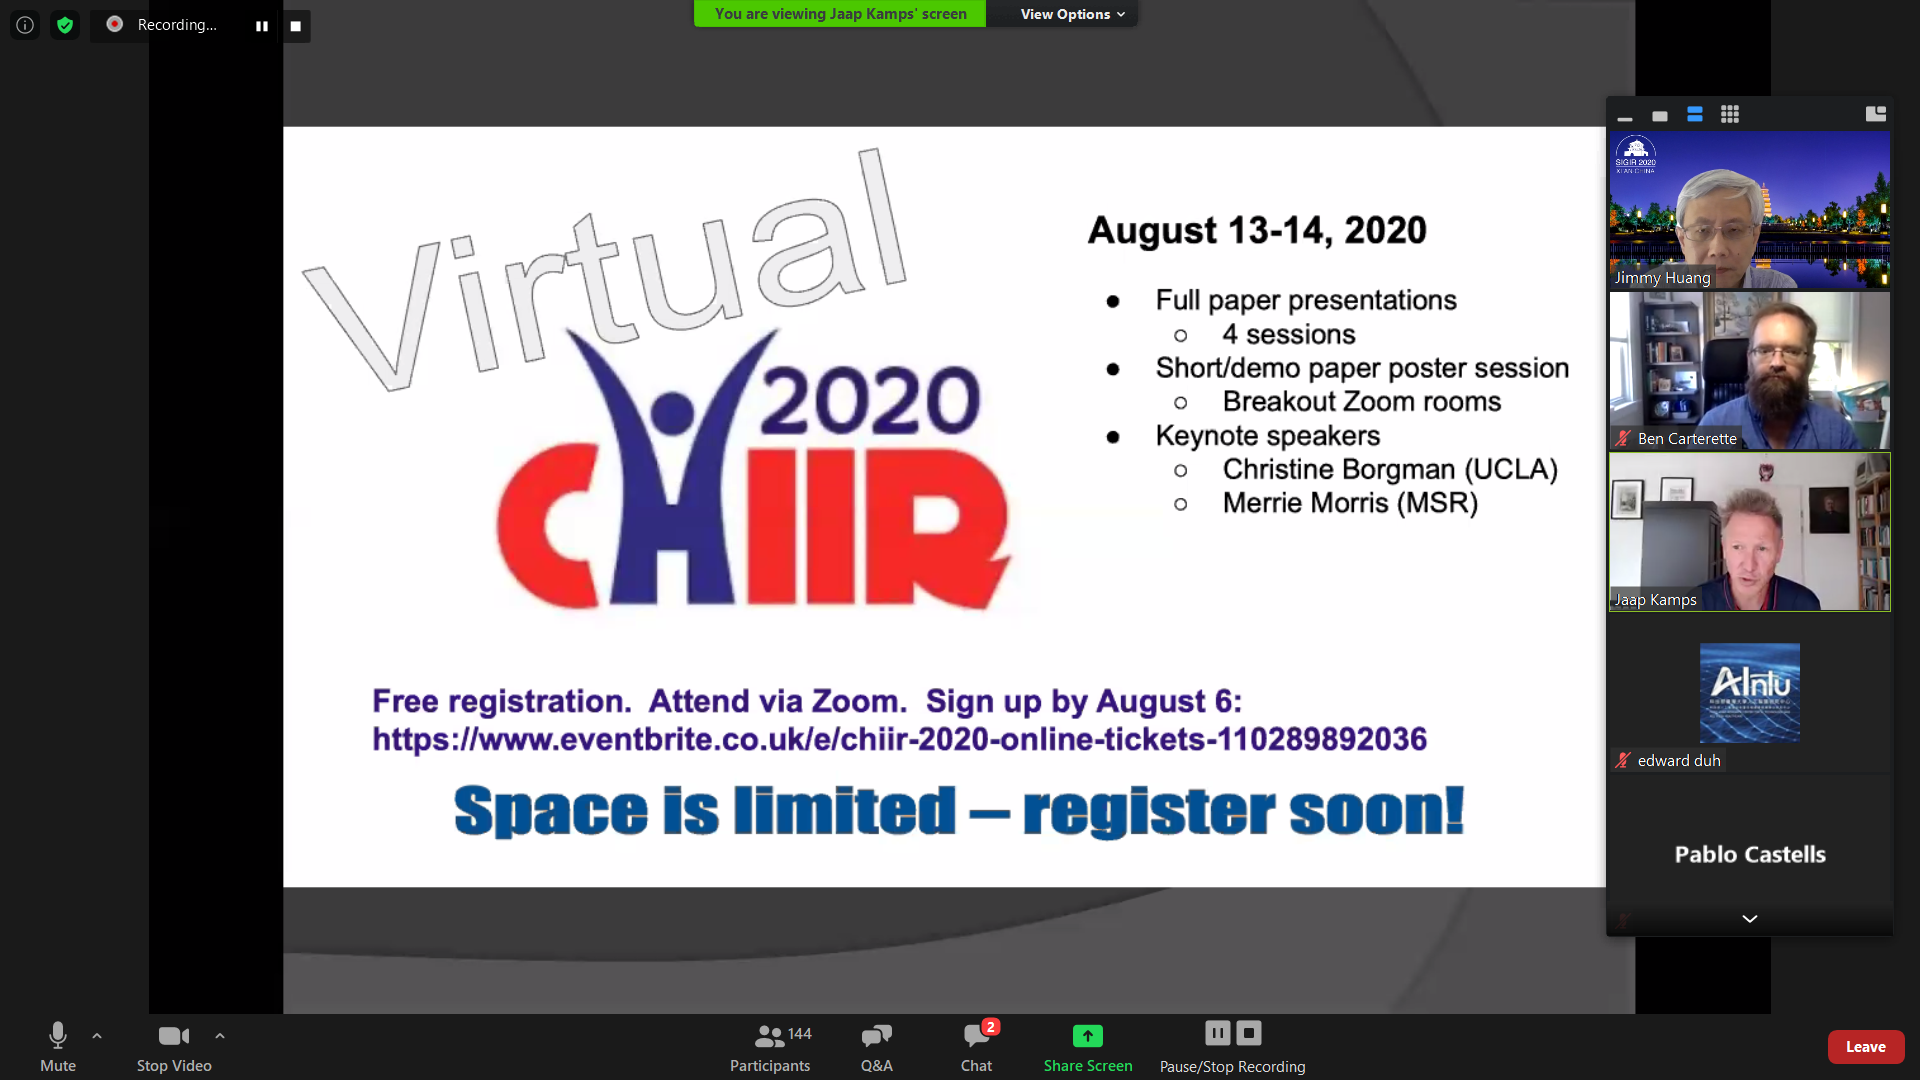 Recording...
You are viewing Jaap Kamps' screen
View Options
Virtual
2020
CHIIR
August 13-14, 2020
● Full paper presentations
○ 4 sessions
● Short/demo paper poster session
○ Breakout Zoom rooms
● Keynote speakers
○ Christine Borgman (UCLA)
○ Merrie Morris (MSR)
Free registration. Attend via Zoom. Sign up by August 6:
https://www.eventbrite.co.uk/e/chiir-2020-online-tickets-110289892036
Space is limited – register soon!
SIGIR 2020
XI'AN CHINA
Jimmy Huang
Ben Carterette
Jaap Kamps
AIntu
edward duh
Pablo Castells
Mute
Stop Video
144
Participants
Q&A
2
Chat
Share Screen
Pause/Stop Recording
Leave